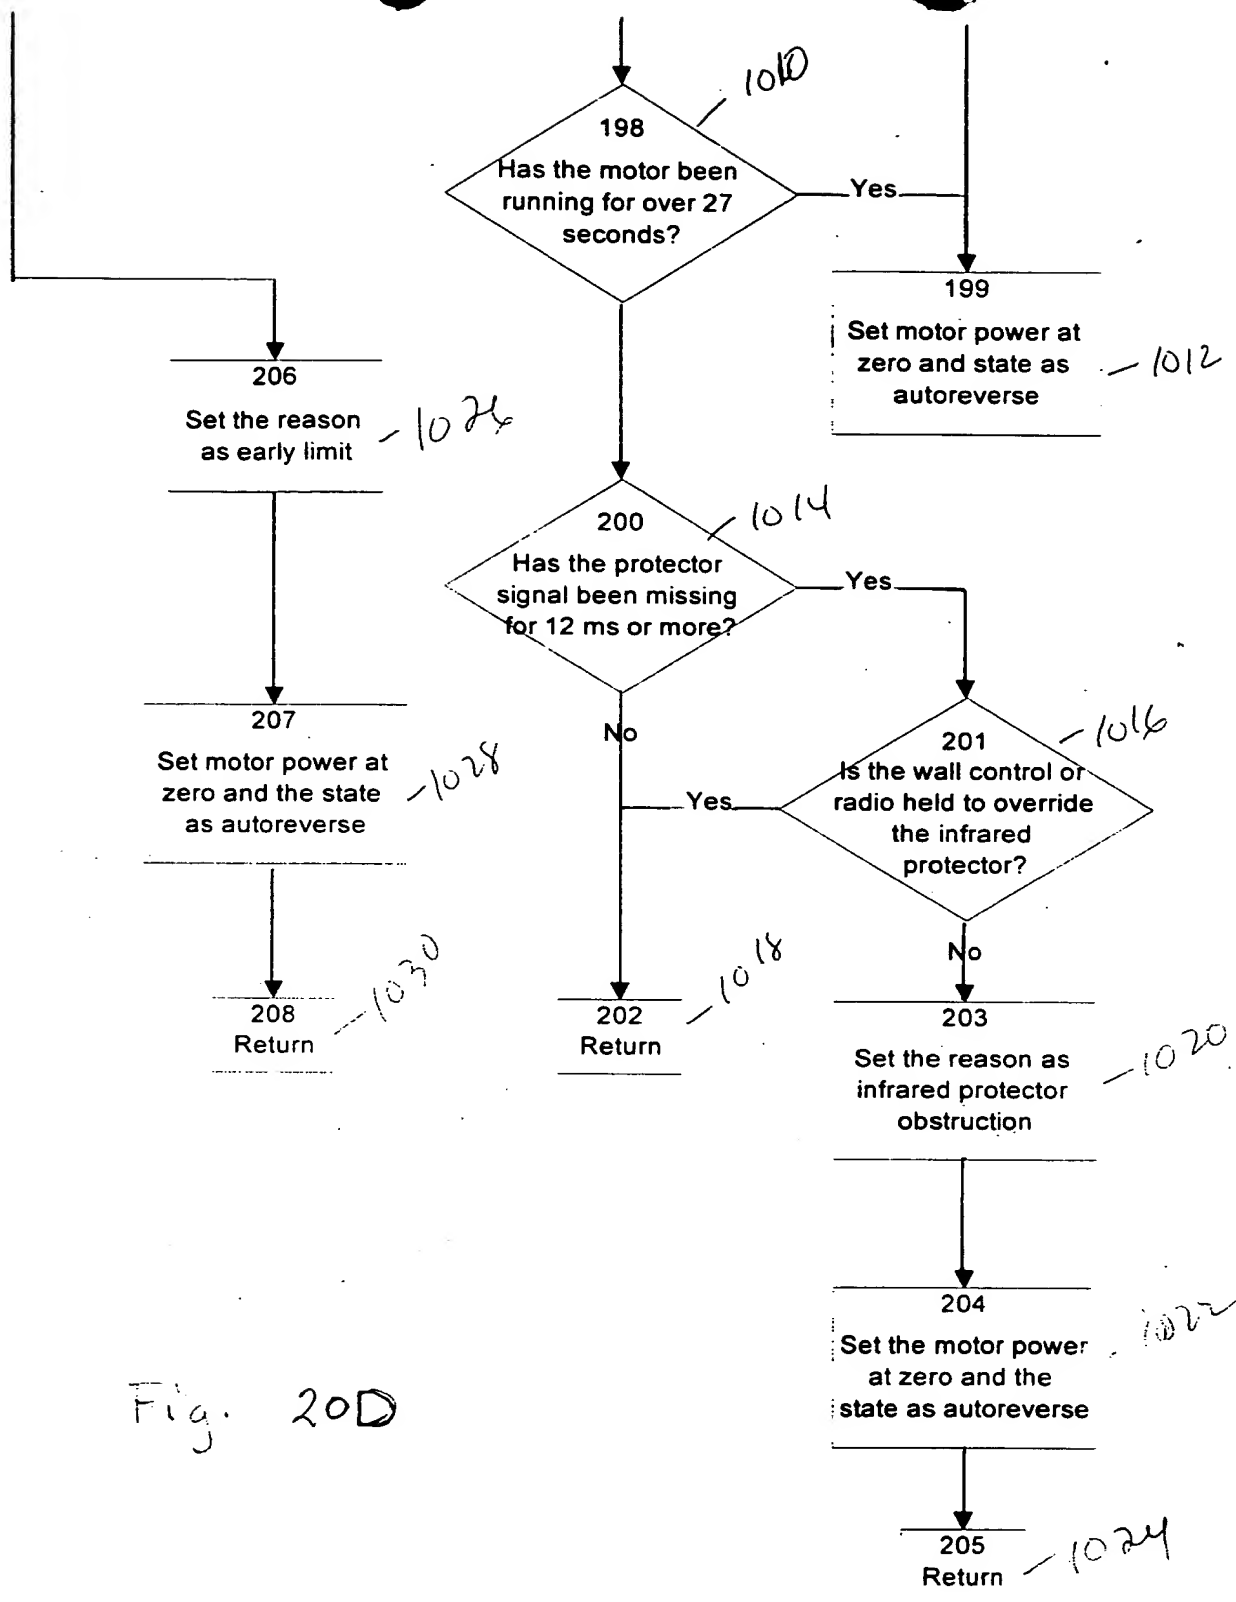 1010
198
Has the motor been
running for over 27
seconds?
Yes
199
Set motor power at
zero and state as
autoreverse
1012
206
Set the reason
as early limit
1026
200
Has the protector
signal been missing
for 12 ms or more?
1014
Yes
No
207
Set motor power at
zero and the state
as autoreverse
1028
201
Is the wall control or
radio held to override
the infrared
protector?
1016
Yes
No
208
Return
1030
202
Return
1018
203
Set the reason as
infrared protector
obstruction
1020
204
Set the motor power
at zero and the
state as autoreverse
1022
Fig. 20D
205
Return
1024